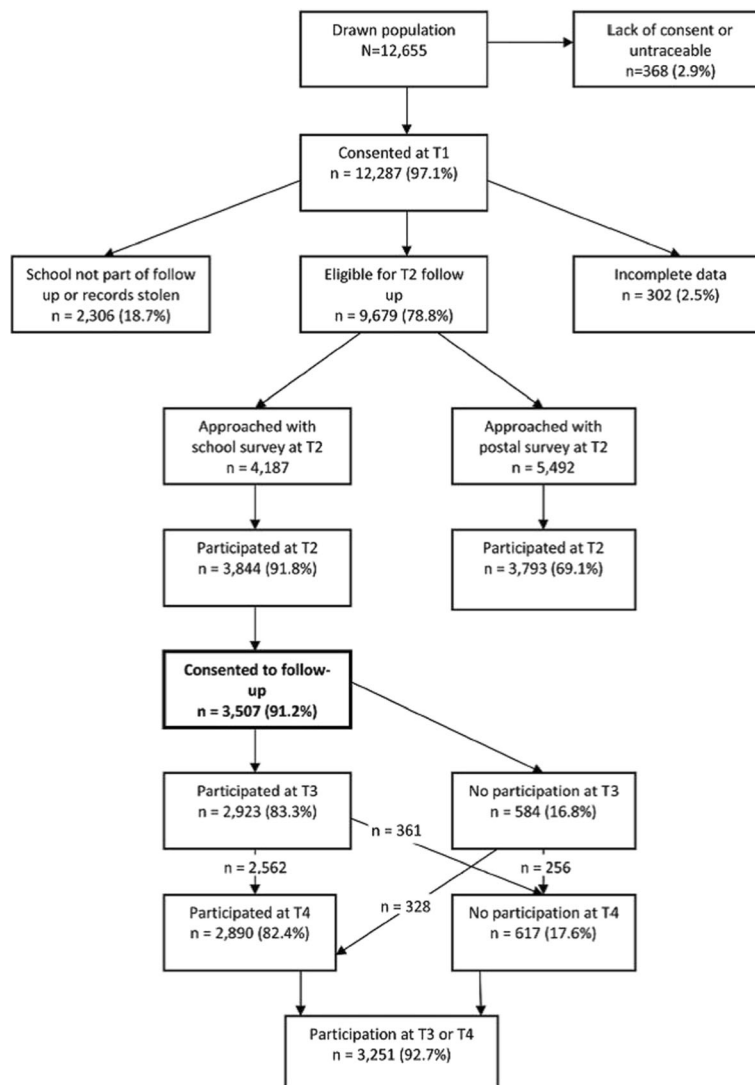 Drawn population
N=12,655
Lack of consent or
untraceable
n=368 (2.9%)
Consented at T1
n = 12,287 (97.1%)
School not part of follow
up or records stolen
n = 2,306 (18.7%)
Eligible for T2 follow
up
n = 9,679 (78.8%)
Incomplete data
n = 302 (2.5%)
Approached with
school survey at T2
n = 4,187
Approached with
postal survey at T2
n = 5,492
Participated at T2
n = 3,844 (91.8%)
Participated at T2
n = 3,793 (69.1%)
Consented to follow-
up
n = 3,507 (91.2%)
Participated at T3
n = 2,923 (83.3%)
No participation at T3
n = 584 (16.8%)
n = 361
n = 2,562
n = 256
n = 328
Participated at T4
n = 2,890 (82.4%)
No participation at T4
n = 617 (17.6%)
Participation at T3 or T4
n = 3,251 (92.7%)